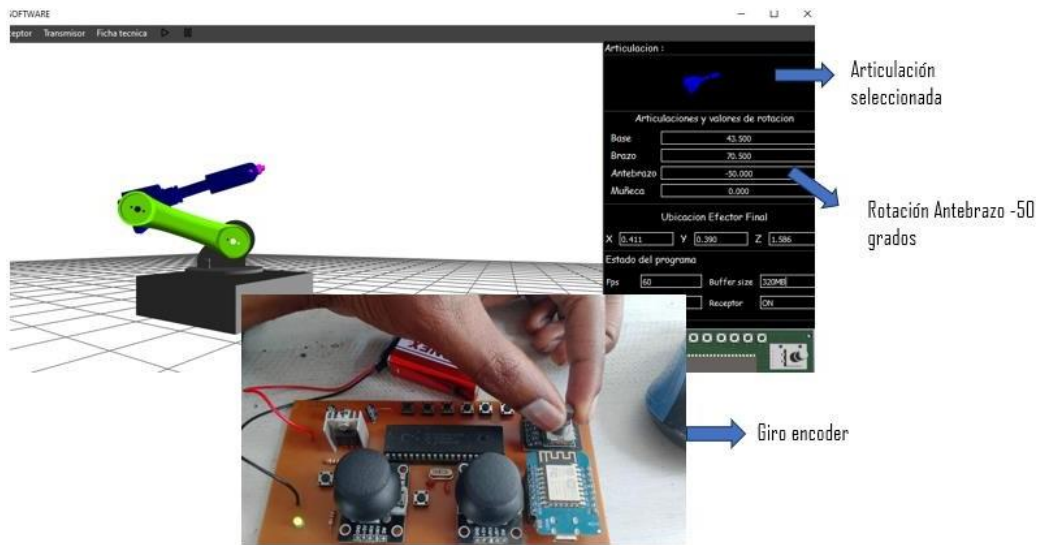 SOFTWARE
ceptor Transmisor Ficha tecnica
Articulacion :
Articulaciones y valores de rotacion
Base 43.500
Brazo 70.500
Antebrazo -50.000
Muñeca 0.000
Ubicacion Efector Final
X 0.411 Y 0.390 Z 1.586
Estado del programa
Fps 60 Buffer size 320MB
Receptor ON
Articulación
seleccionada
Rotación Antebrazo -50
grados
Giro encoder